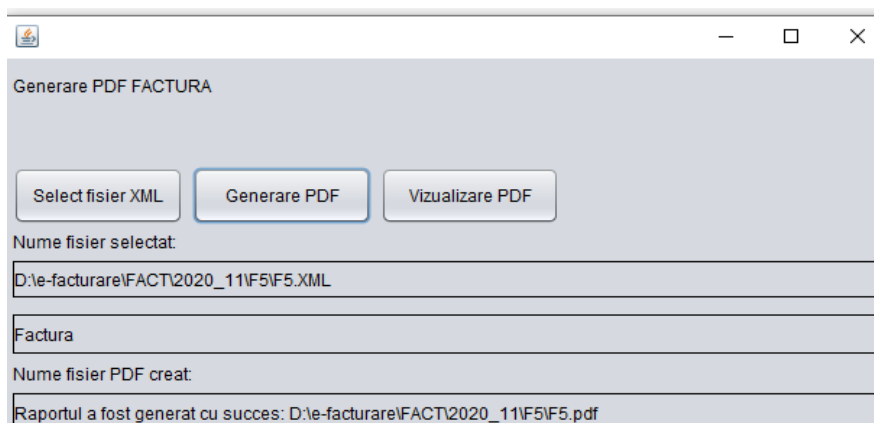 Generare PDF FACTURA
Select fisier XML Generare PDF Vizualizare PDF
Nume fisier selectat:
D:\e-facturare\FACT\2020_11\F5\F5.XML
Factura
Nume fisier PDF creat:
Raportul a fost generat cu succes: D:\e-facturare\FACT\2020_11\F5\F5.pdf